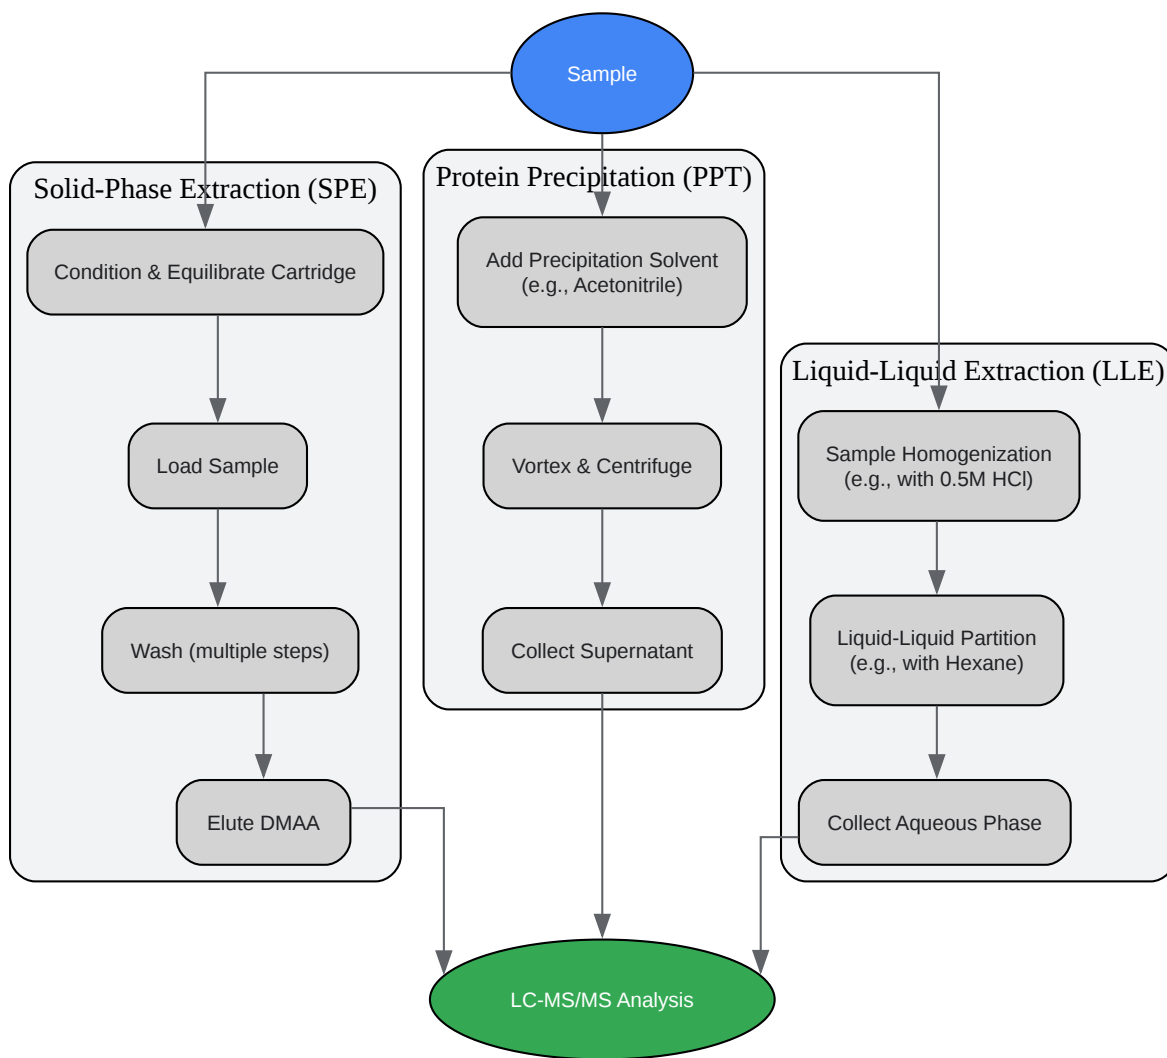 Sample
Solid-Phase Extraction (SPE)
Condition & Equilibrate Cartridge
Load Sample
Wash (multiple steps)
Elute DMAA
Protein Precipitation (PPT)
Add Precipitation Solvent
(e.g., Acetonitrile)
Vortex & Centrifuge
Collect Supernatant
Liquid-Liquid Extraction (LLE)
Sample Homogenization
(e.g., with 0.5M HCl)
Liquid-Liquid Partition
(e.g., with Hexane)
Collect Aqueous Phase
LC-MS/MS Analysis